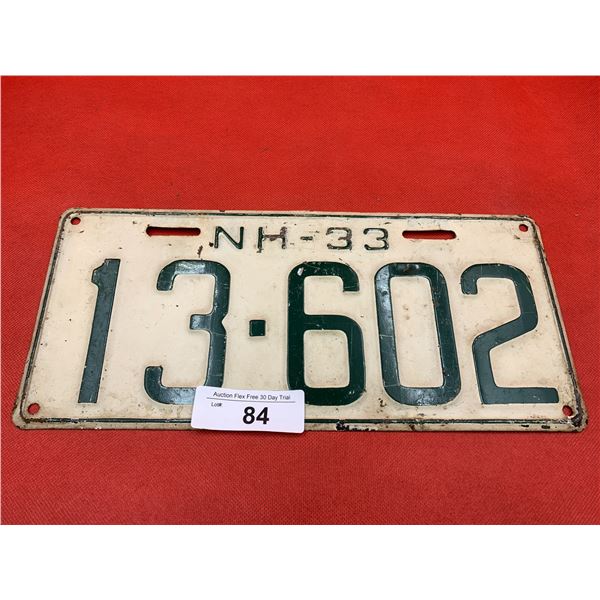 NH-33
13·602
Auction Flex Free 30 Day Trial
Lot#:
84